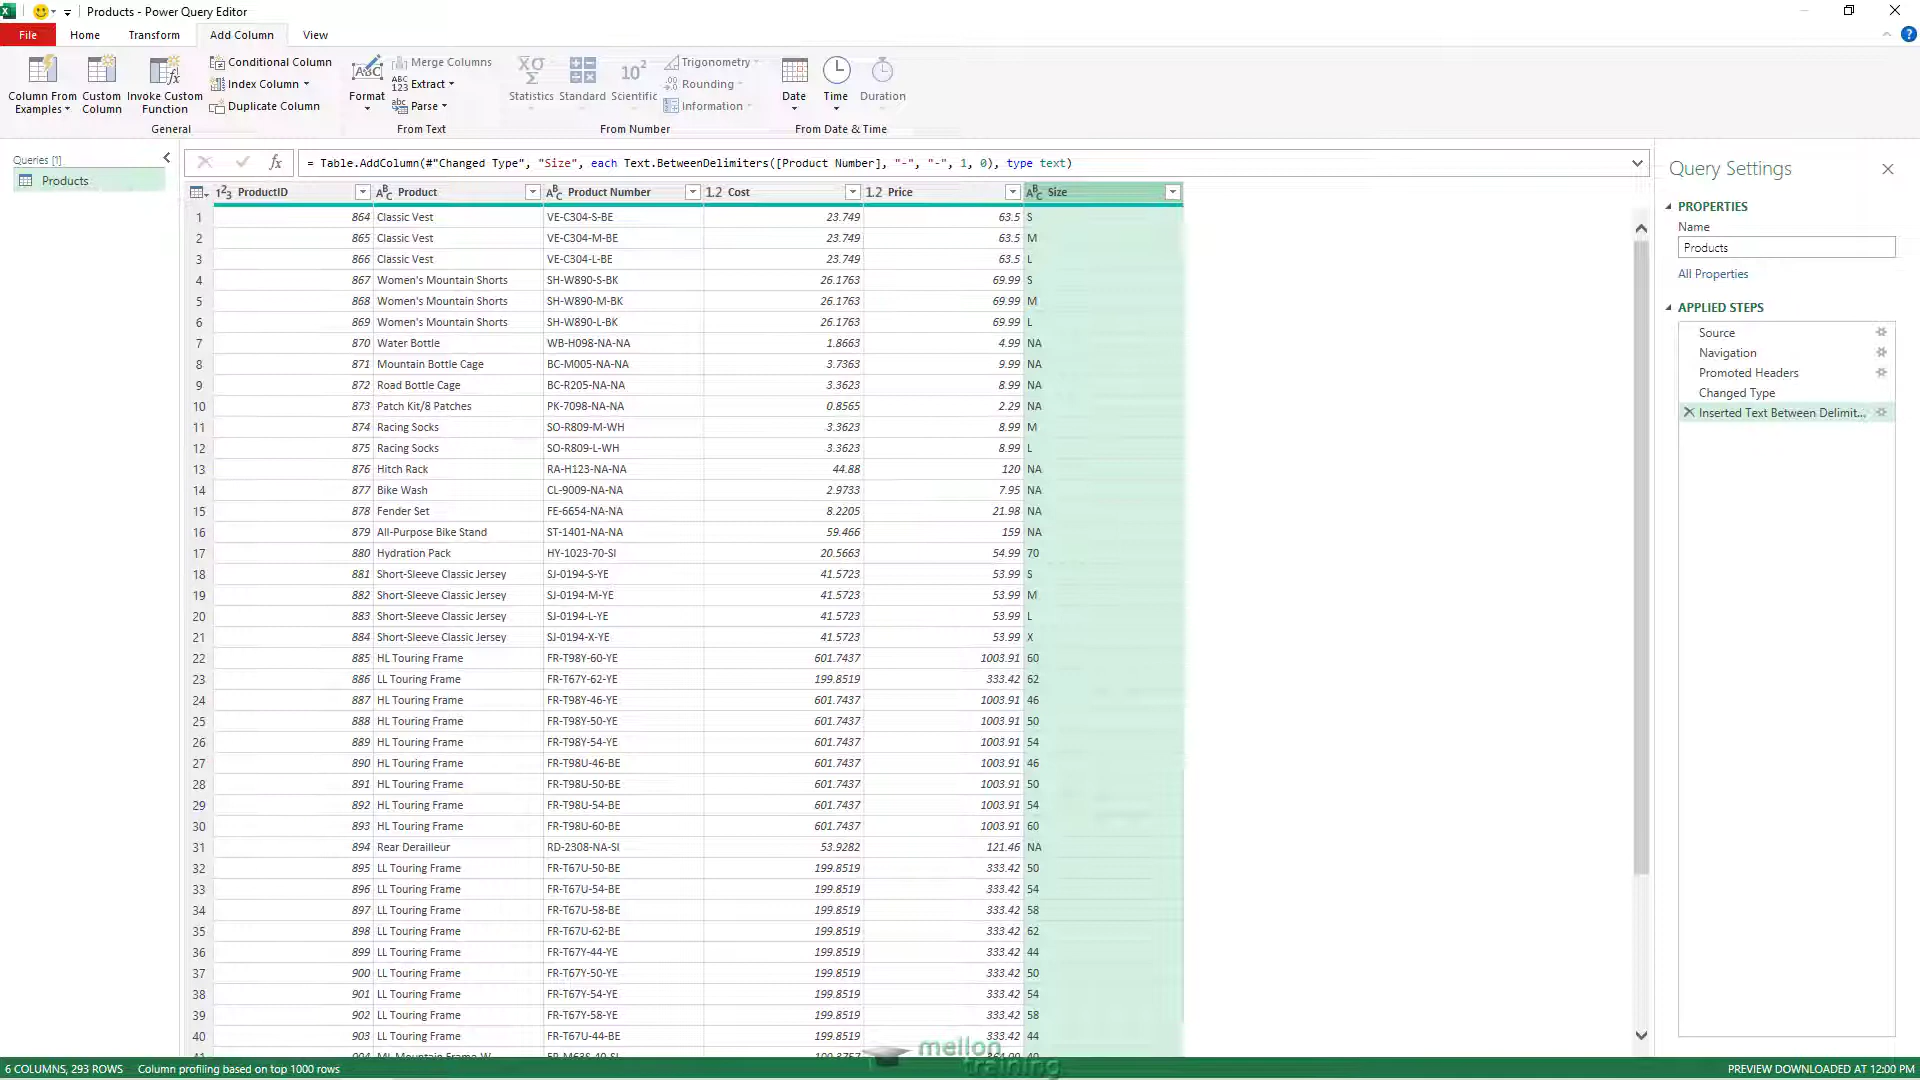 Products - Power Query Editor
File Home Transform Add Column View
Column From Examples
Custom Column
Invoke Custom Function
Conditional Column
Index Column
Duplicate Column
General
Format
Merge Columns
Extract
Parse
From Text
Statistics
Standard
Scientific
Trigonometry
Rounding
Information
From Number
Date
Time
Duration
From Date & Time
Queries [1]
Products
fx = Table.AddColumn(#"Changed Type", "Size", each Text.BetweenDelimiters([Product Number], "-", "-", 1, 0), type text)
ProductID Product Product Number 1.2 Cost 1.2 Price Size
1 864 Classic Vest VE-C304-S-BE 23.749 63.5 S
2 865 Classic Vest VE-C304-M-BE 23.749 63.5 M
3 866 Classic Vest VE-C304-L-BE 23.749 63.5 L
4 867 Women's Mountain Shorts SH-W890-S-BK 26.1763 69.99 S
5 868 Women's Mountain Shorts SH-W890-M-BK 26.1763 69.99 M
6 869 Women's Mountain Shorts SH-W890-L-BK 26.1763 69.99 L
7 870 Water Bottle WB-H098-NA-NA 1.8663 4.99 NA
8 871 Mountain Bottle Cage BC-M005-NA-NA 3.7363 9.99 NA
9 872 Road Bottle Cage BC-R205-NA-NA 3.3623 8.99 NA
10 873 Patch Kit/8 Patches PK-7098-NA-NA 0.8565 2.29 NA
11 874 Racing Socks SO-R809-M-WH 3.3623 8.99 M
12 875 Racing Socks SO-R809-L-WH 3.3623 8.99 L
13 876 Hitch Rack RA-H123-NA-NA 44.88 120 NA
14 877 Bike Wash CL-9009-NA-NA 2.9733 7.95 NA
15 878 Fender Set FE-6654-NA-NA 8.2205 21.98 NA
16 879 All-Purpose Bike Stand ST-1401-NA-NA 59.466 159 NA
17 880 Hydration Pack HY-1023-70-SI 20.5663 54.99 70
18 881 Short-Sleeve Classic Jersey SJ-0194-S-YE 41.5723 53.99 S
19 882 Short-Sleeve Classic Jersey SJ-0194-M-YE 41.5723 53.99 M
20 883 Short-Sleeve Classic Jersey SJ-0194-L-YE 41.5723 53.99 L
21 884 Short-Sleeve Classic Jersey SJ-0194-X-YE 41.5723 53.99 X
22 885 HL Touring Frame FR-T98Y-60-YE 601.7437 1003.91 60
23 886 LL Touring Frame FR-T67Y-62-YE 199.8519 333.42 62
24 887 HL Touring Frame FR-T98Y-46-YE 601.7437 1003.91 46
25 888 HL Touring Frame FR-T98Y-50-YE 601.7437 1003.91 50
26 889 HL Touring Frame FR-T98Y-54-YE 601.7437 1003.91 54
27 890 HL Touring Frame FR-T98U-46-BE 601.7437 1003.91 46
28 891 HL Touring Frame FR-T98U-50-BE 601.7437 1003.91 50
29 892 HL Touring Frame FR-T98U-54-BE 601.7437 1003.91 54
30 893 HL Touring Frame FR-T98U-60-BE 601.7437 1003.91 60
31 894 Rear Derailleur RD-2308-NA-SI 53.9282 121.46 NA
32 895 LL Touring Frame FR-T67U-50-BE 199.8519 333.42 50
33 896 LL Touring Frame FR-T67U-54-BE 199.8519 333.42 54
34 897 LL Touring Frame FR-T67U-58-BE 199.8519 333.42 58
35 898 LL Touring Frame FR-T67U-62-BE 199.8519 333.42 62
36 899 LL Touring Frame FR-T67Y-44-YE 199.8519 333.42 44
37 900 LL Touring Frame FR-T67Y-50-YE 199.8519 333.42 50
38 901 LL Touring Frame FR-T67Y-54-YE 199.8519 333.42 54
39 902 LL Touring Frame FR-T67Y-58-YE 199.8519 333.42 58
40 903 LL Touring Frame FR-T67U-44-BE 199.8519 333.42 44
mellon
training
Query Settings
PROPERTIES
Name
Products
All Properties
APPLIED STEPS
Source
Navigation
Promoted Headers
Changed Type
Inserted Text Between Delimit...
6 COLUMNS, 293 ROWS Column profiling based on top 1000 rows PREVIEW DOWNLOADED AT 12:00 PM